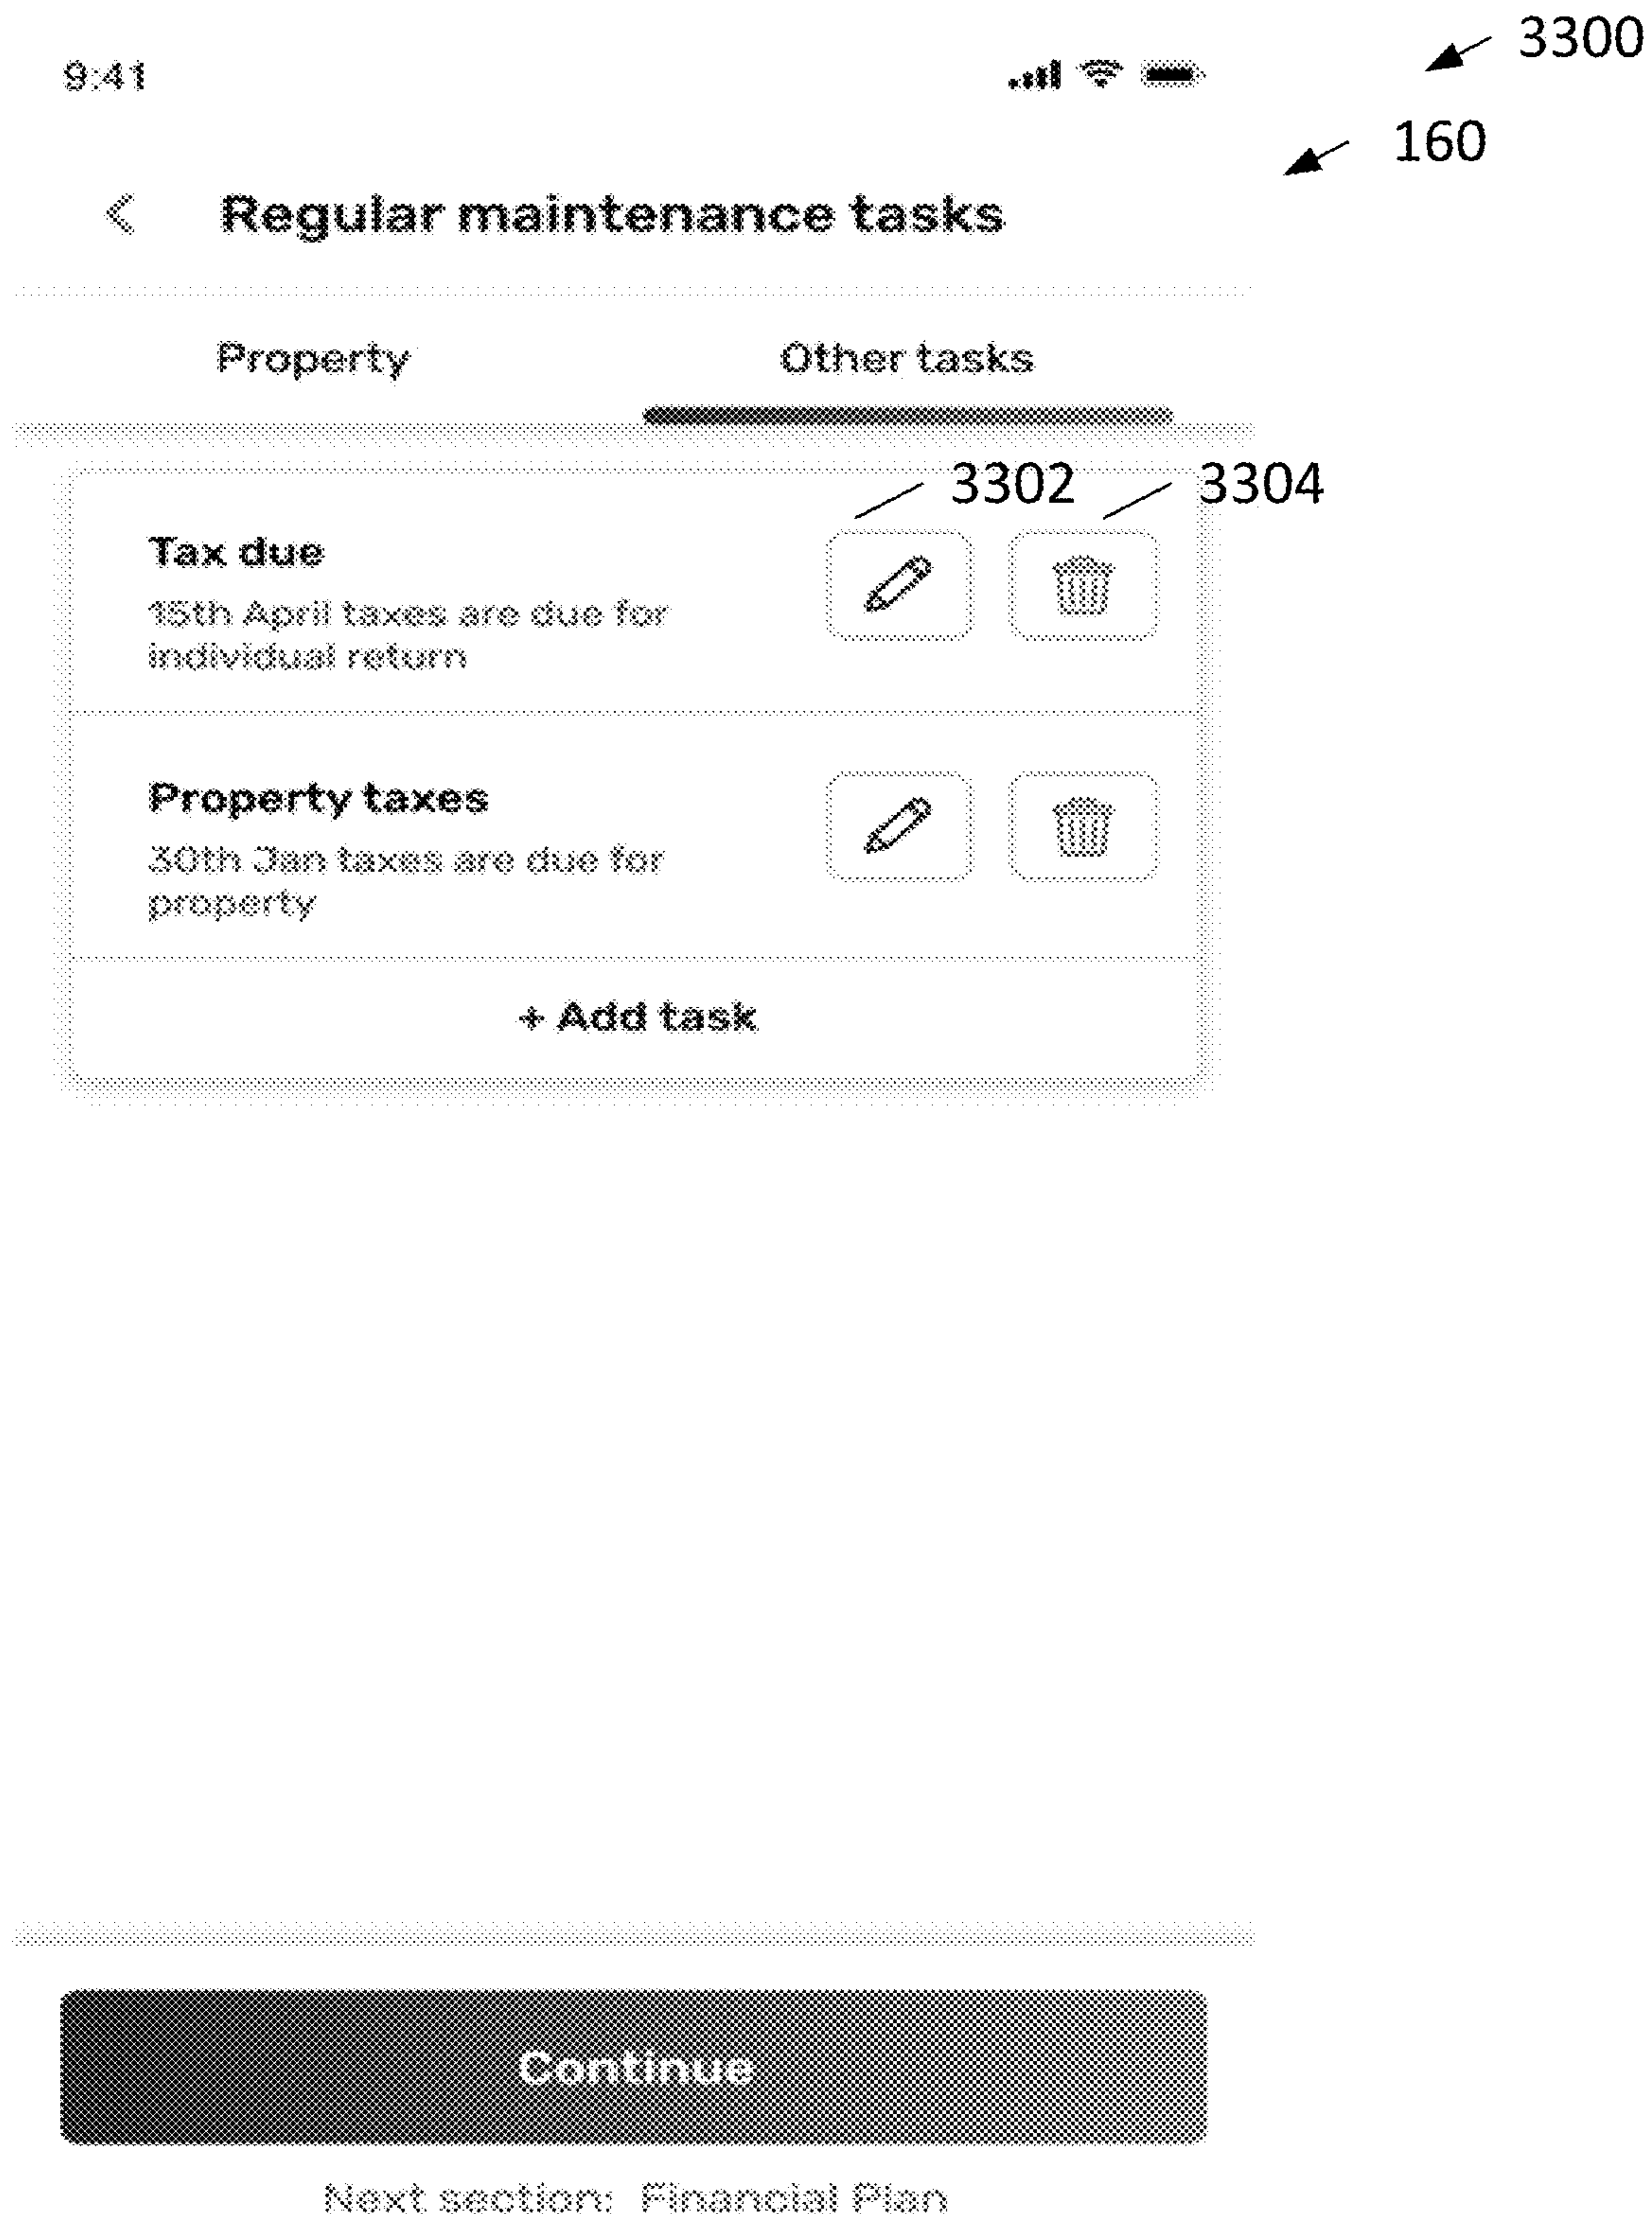 3300
9:41
160
Regular maintenance tasks
Property Other tasks
3302 3304
Tax due
15th April taxes are due for
individual return
Property taxes
30th Jan taxes are due for
property
+ Add task
Continue
Next section: Financial Plan